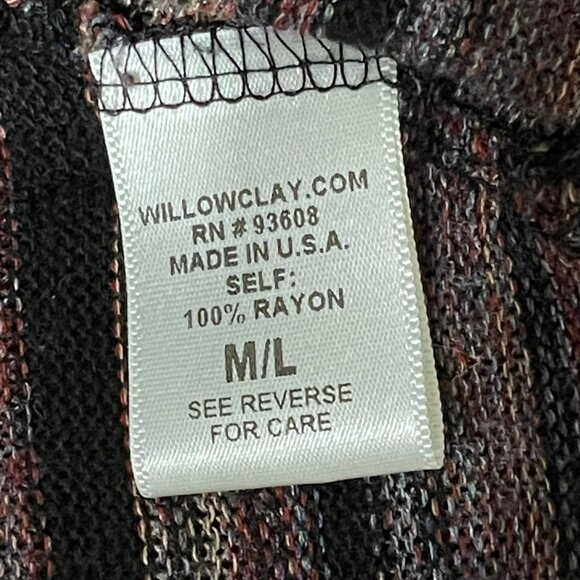 WILLOWCLAY.COM
RN # 93608
MADE IN U.S.A.
SELF:
100% RAYON
M/L
SEE REVERSE
FOR CARE